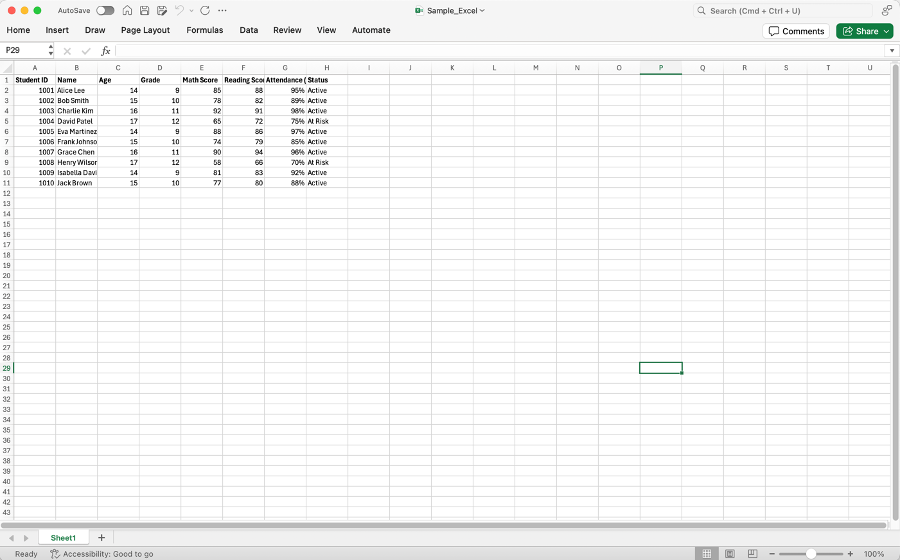 AutoSave Sample_Excel Search (Cmd + Ctrl + U)
Home Insert Draw Page Layout Formulas Data Review View Automate Comments Share
P29 fx
A B C D E F G H I J K L M N O P Q R S T U
1 Student ID Name Age Grade Math Score Reading Scor Attendance ( Status
2 1001 Alice Lee 14 9 85 88 95% Active
3 1002 Bob Smith 15 10 78 82 89% Active
4 1003 Charlie Kim 16 11 92 91 98% Active
5 1004 David Patel 17 12 65 72 75% At Risk
6 1005 Eva Martinez 14 9 88 86 97% Active
7 1006 Frank Johnso 15 10 74 79 85% Active
8 1007 Grace Chen 16 11 90 94 96% Active
9 1008 Henry Wilsor 17 12 58 66 70% At Risk
10 1009 Isabella Davi 14 9 81 83 92% Active
11 1010 Jack Brown 15 10 77 80 88% Active
12
13
14
15
16
17
18
19
20
21
22
23
24
25
26
27
28
29
30
31
32
33
34
35
36
37
38
39
40
41
42
43
Sheet1 +
Ready Accessibility: Good to go 100%